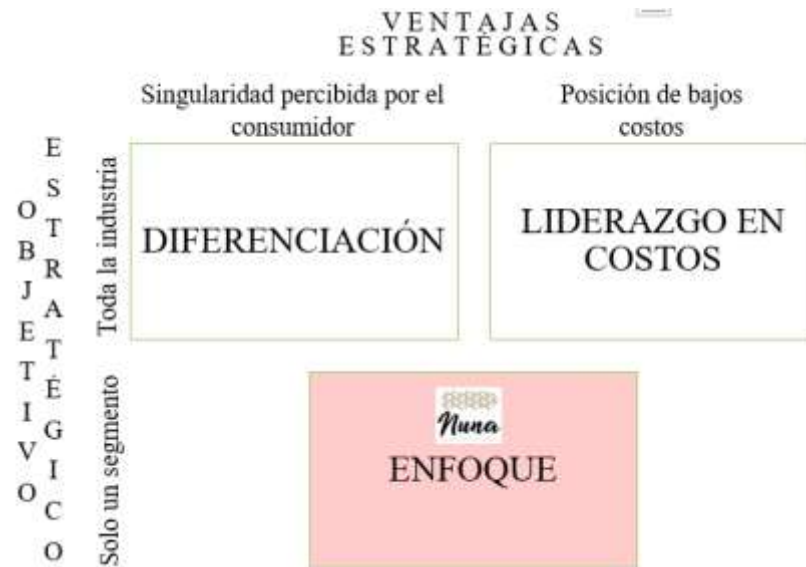 VENTAJAS
ESTRATÉGICAS
Singularidad percibida por el
consumidor
Posición de bajos
costos
OBJETIVO
ESTRATÉGICO
Toda la industria
DIFERENCIACIÓN
LIDERAZGO EN
COSTOS
Solo un segmento
Nuna
ENFOQUE